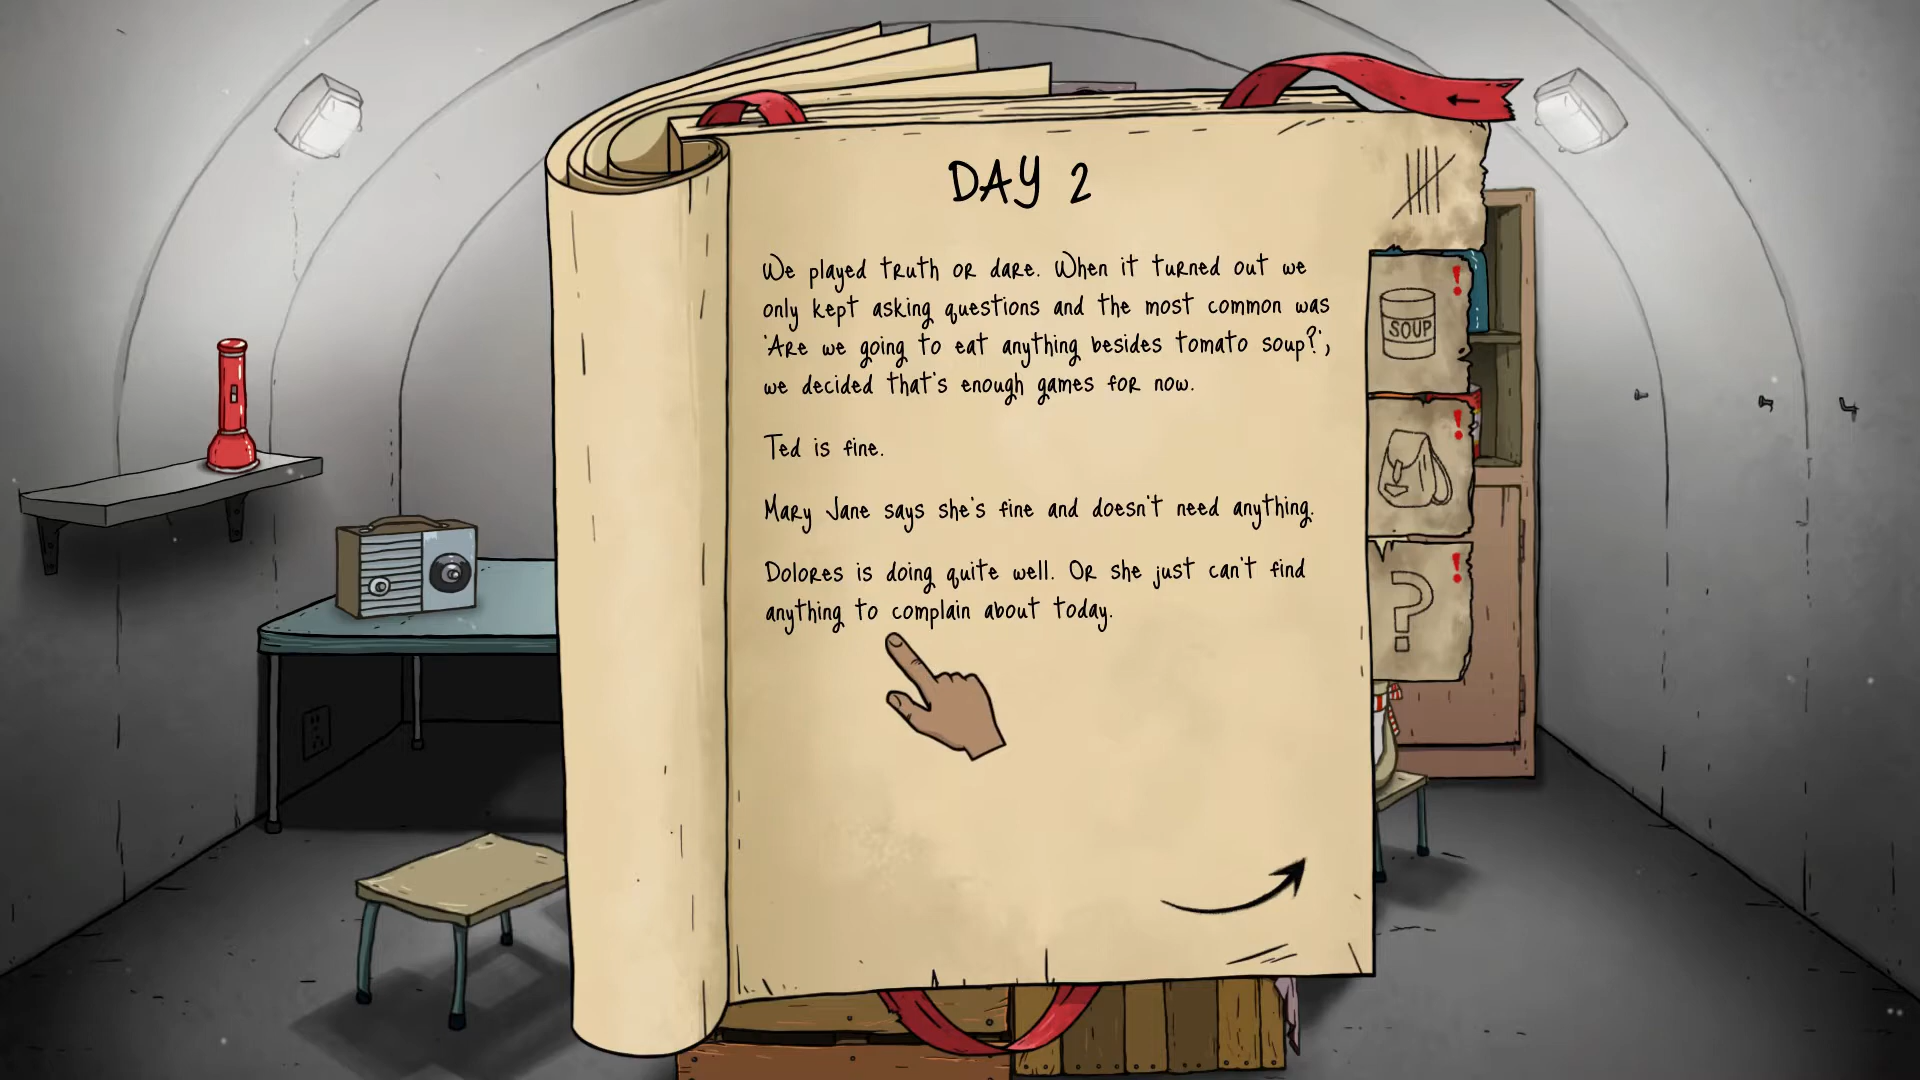 DAY 2
We played truth or dare. When it turned out we
only kept asking questions and the most common was
'Are we going to eat anything besides tomato soup?',
we decided that's enough games for now.
Ted is fine.
Mary Jane says she's fine and doesn't need anything.
Dolores is doing quite well. Or she just can't find
anything to complain about today.
!
SOUP
!
!
?